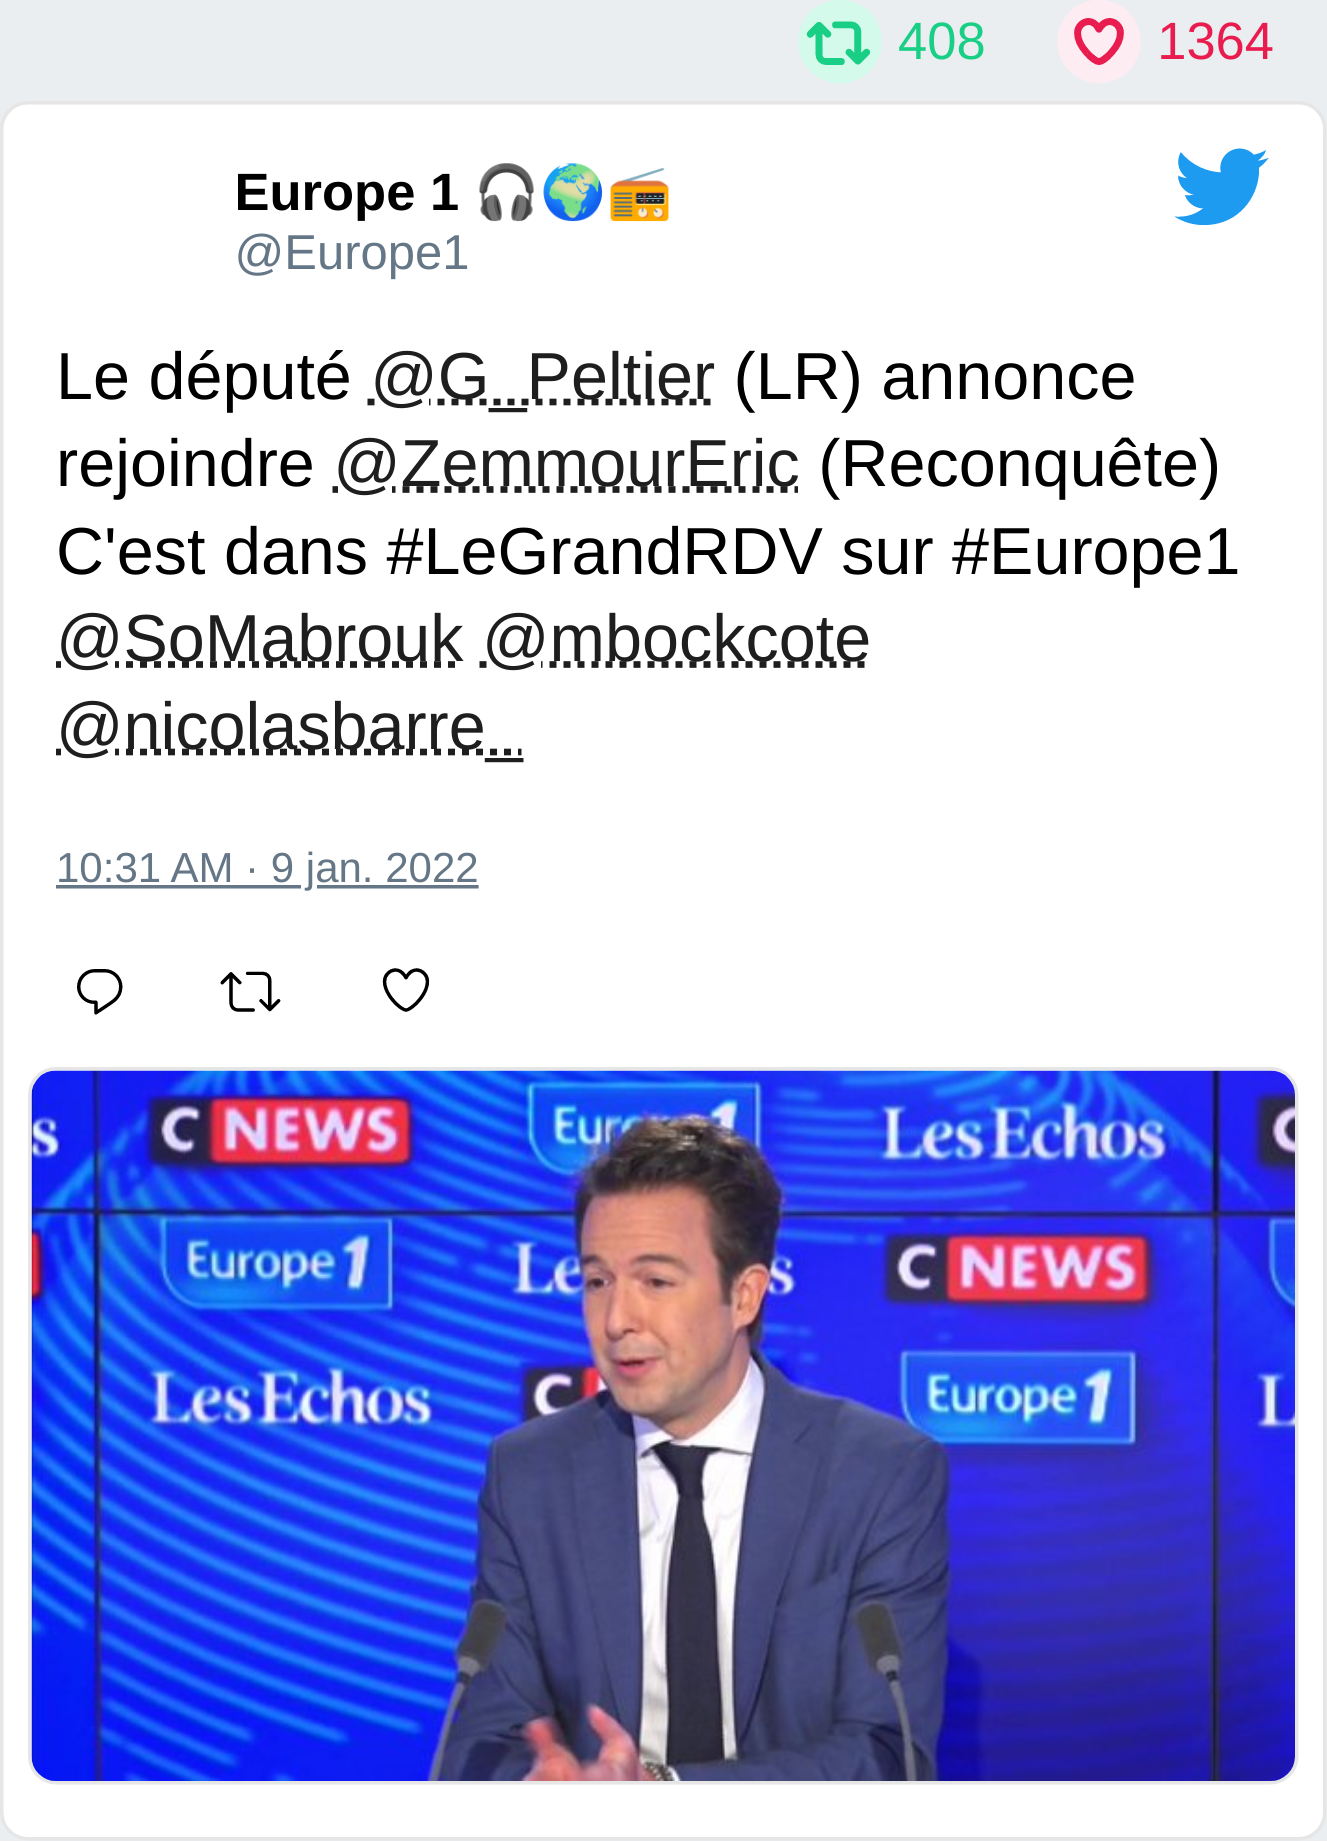 408 1364
Europe 1 🎧🌍📻
@Europe1
Le député @G_Peltier (LR) annonce
rejoindre @ZemmourEric (Reconquête)
C'est dans #LeGrandRDV sur #Europe1
@SoMabrouk @mbockcote
@nicolasbarre_
10:31 AM · 9 jan. 2022
s C NEWS Europe 1 Les Echos C
Europe 1 Le s C NEWS
Les Echos C Europe 1 L